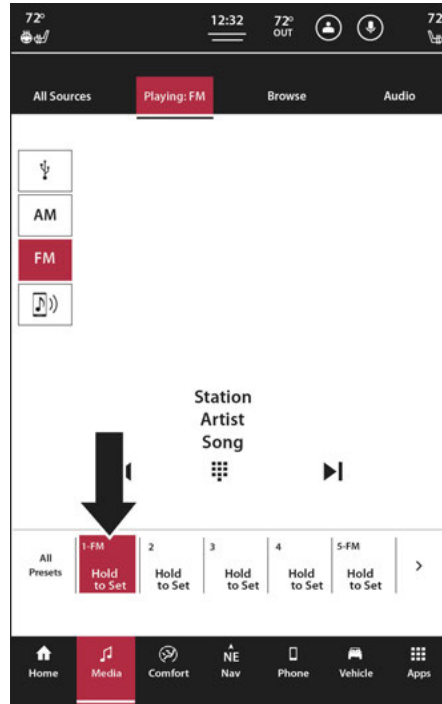 72°
12:32
72°
OUT
72
All Sources
Playing: FM
Browse
Audio
AM
FM
Station
Artist
Song
All
Presets
1-FM
Hold
to Set
2
Hold
to Set
3
Hold
to Set
4
Hold
to Set
5-FM
Hold
to Set
Home
Media
Comfort
NE
Nav
Phone
Vehicle
Apps